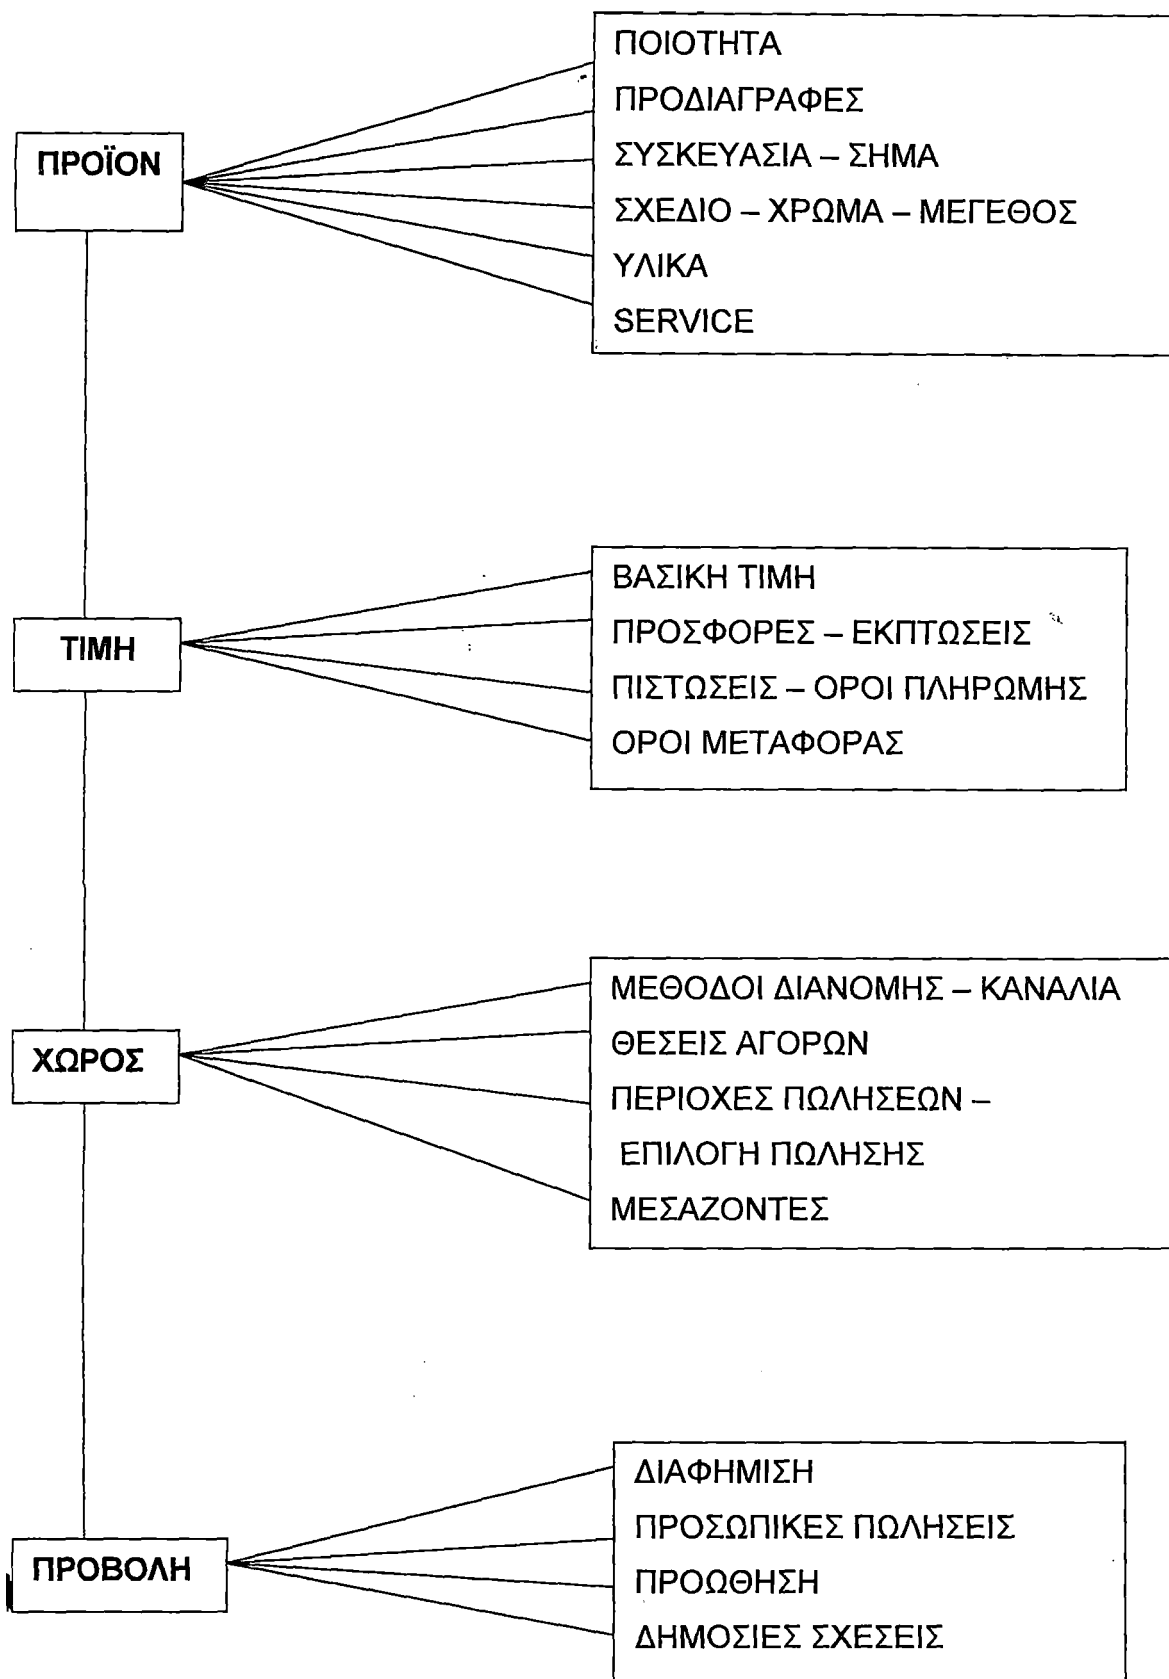 ΠΡΟΪΟΝ
ΠΟΙΟΤΗΤΑ
ΠΡΟΔΙΑΓΡΑΦΕΣ
ΣΥΣΚΕΥΑΣΙΑ – ΣΗΜΑ
ΣΧΕΔΙΟ – ΧΡΩΜΑ – ΜΕΓΕΘΟΣ
ΥΛΙΚΑ
SERVICE
ΤΙΜΗ
ΒΑΣΙΚΗ ΤΙΜΗ
ΠΡΟΣΦΟΡΕΣ – ΕΚΠΤΩΣΕΙΣ
ΠΙΣΤΩΣΕΙΣ – ΟΡΟΙ ΠΛΗΡΩΜΗΣ
ΟΡΟΙ ΜΕΤΑΦΟΡΑΣ
ΧΩΡΟΣ
ΜΕΘΟΔΟΙ ΔΙΑΝΟΜΗΣ – ΚΑΝΑΛΙΑ
ΘΕΣΕΙΣ ΑΓΟΡΩΝ
ΠΕΡΙΟΧΕΣ ΠΩΛΗΣΕΩΝ –
ΕΠΙΛΟΓΗ ΠΩΛΗΣΗΣ
ΜΕΣΑΖΟΝΤΕΣ
ΠΡΟΒΟΛΗ
ΔΙΑΦΗΜΙΣΗ
ΠΡΟΣΩΠΙΚΕΣ ΠΩΛΗΣΕΙΣ
ΠΡΟΩΘΗΣΗ
ΔΗΜΟΣΙΕΣ ΣΧΕΣΕΙΣ